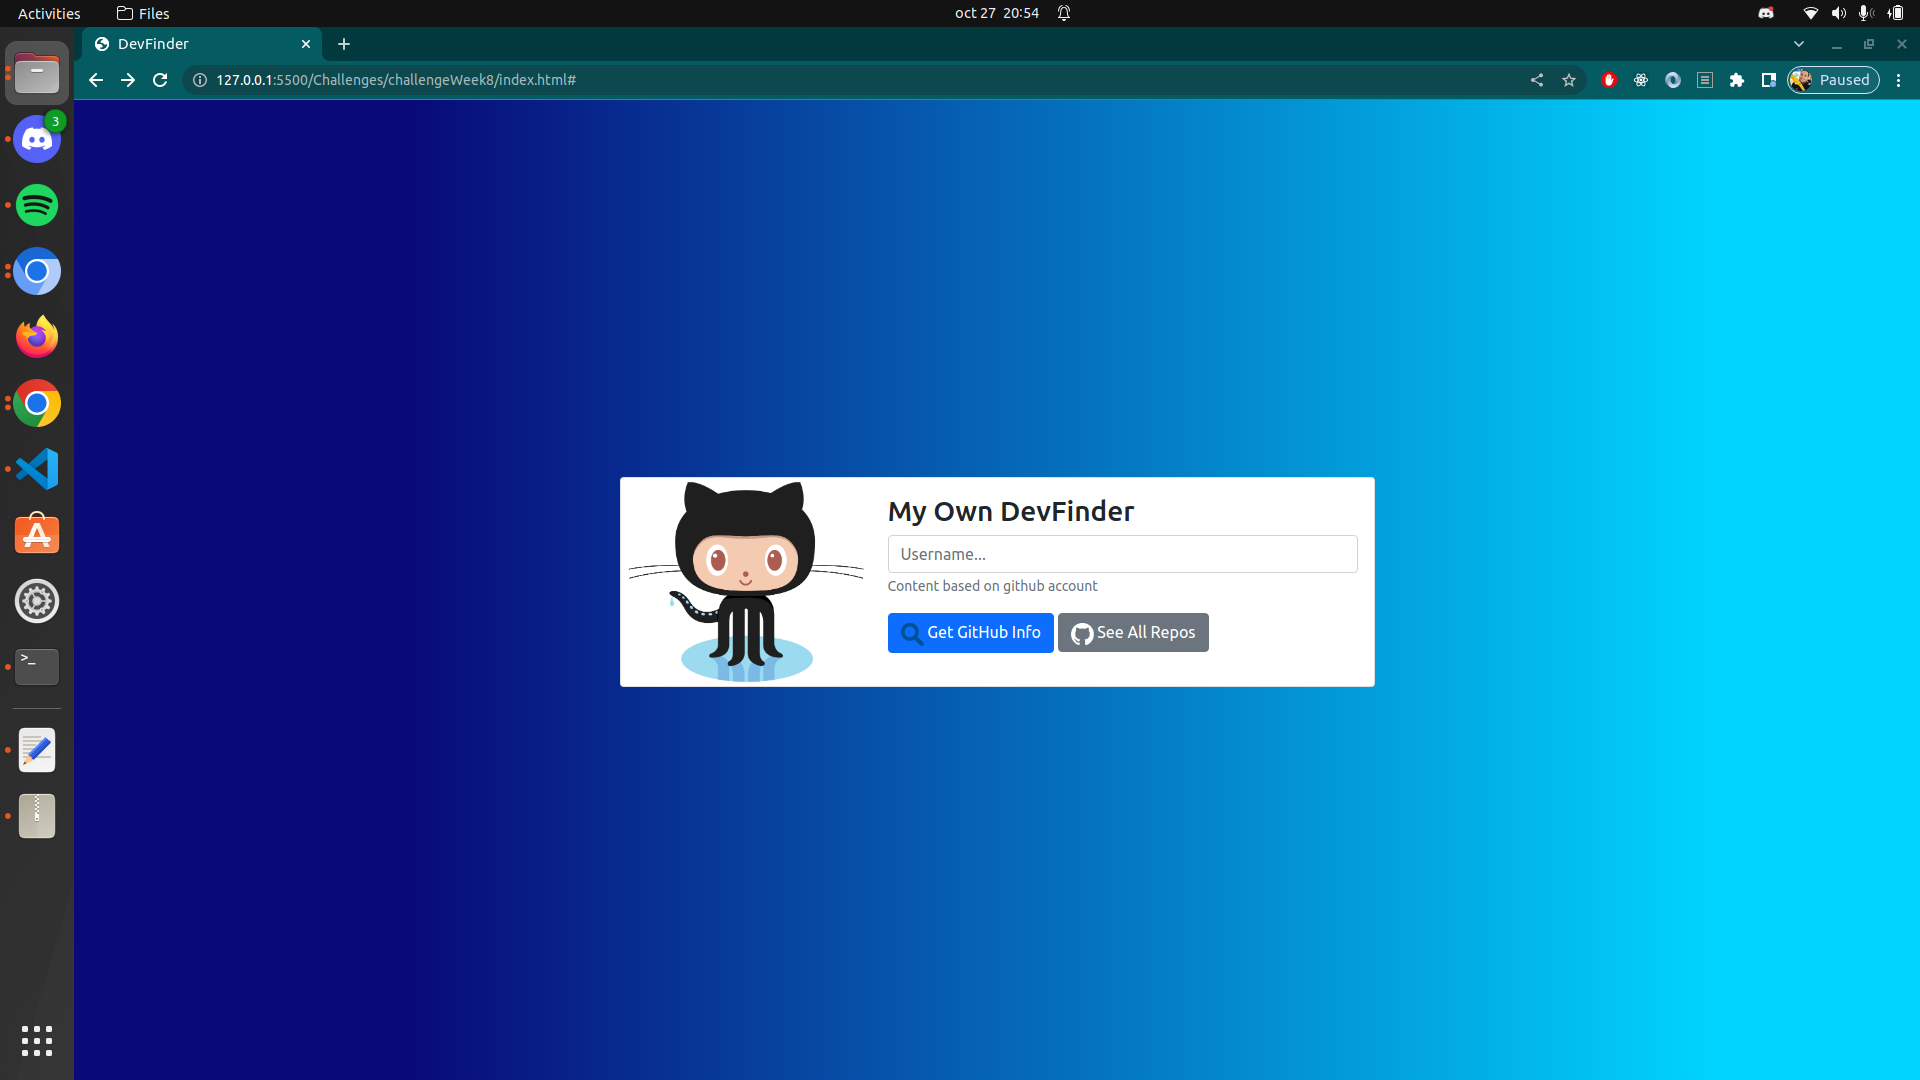 Activities Files oct 27 20:54
DevFinder
127.0.0.1:5500/Challenges/challengeWeek8/index.html# Paused
3
>_
My Own DevFinder
Username...
Content based on github account
Get GitHub Info See All Repos